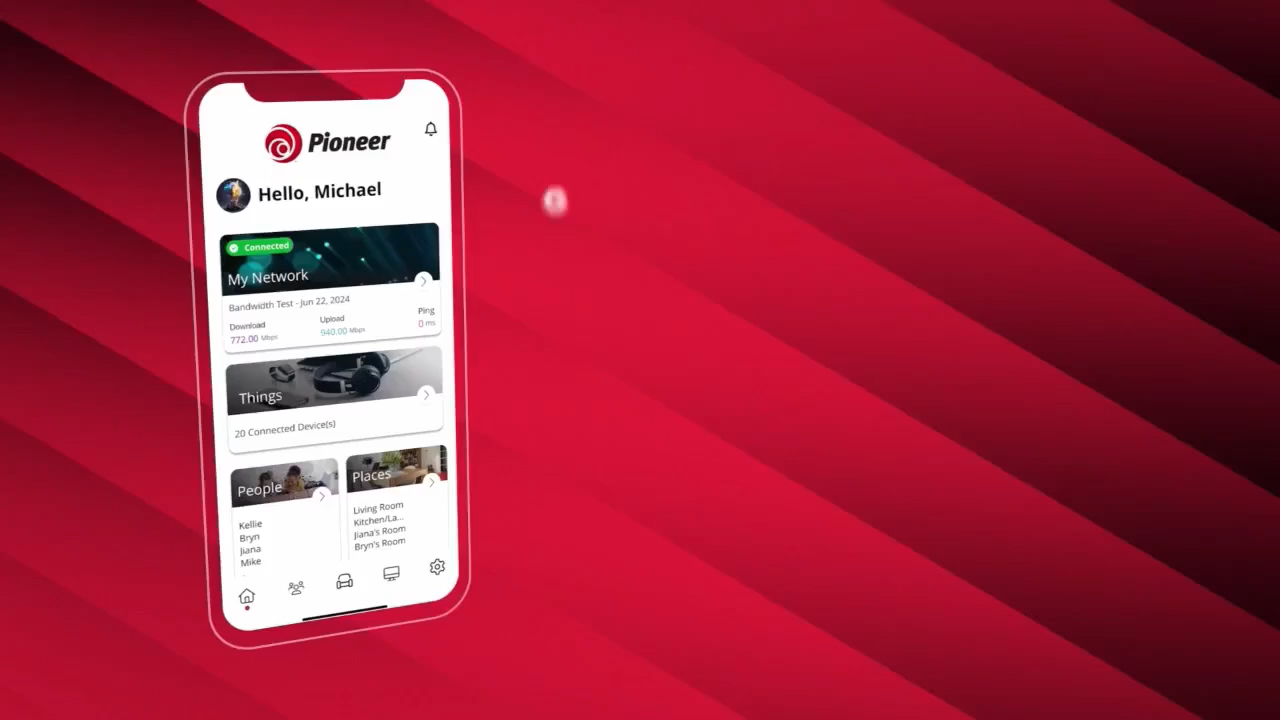 Pioneer
Hello, Michael
Connected
My Network
Bandwidth Test - Jun 22, 2024
Download Upload Ping
772.00 Mbps 940.00 Mbps 0 ms
Things
20 Connected Device(s)
People
Kellie
Bryn
Jiana
Mike
Places
Living Room
Kitchen/La...
Jiana's Room
Bryn's Room